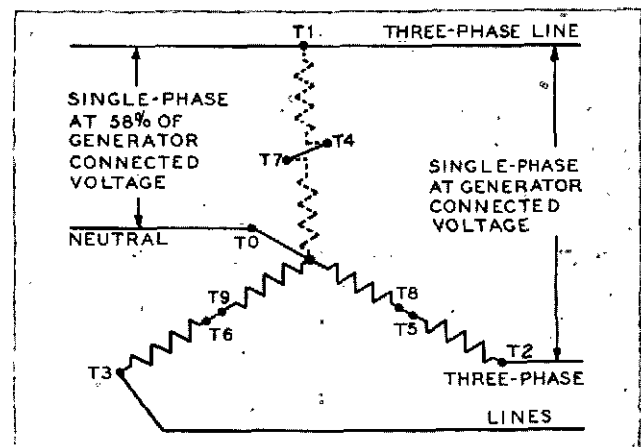 T1
THREE-PHASE LINE
SINGLE-PHASE
AT 58% OF
GENERATOR
CONNECTED
VOLTAGE
T4
T7
SINGLE-PHASE
AT GENERATOR
CONNECTED
VOLTAGE
NEUTRAL
T0
T9
T6
T8
T5
T3
T2
THREE-PHASE
LINES